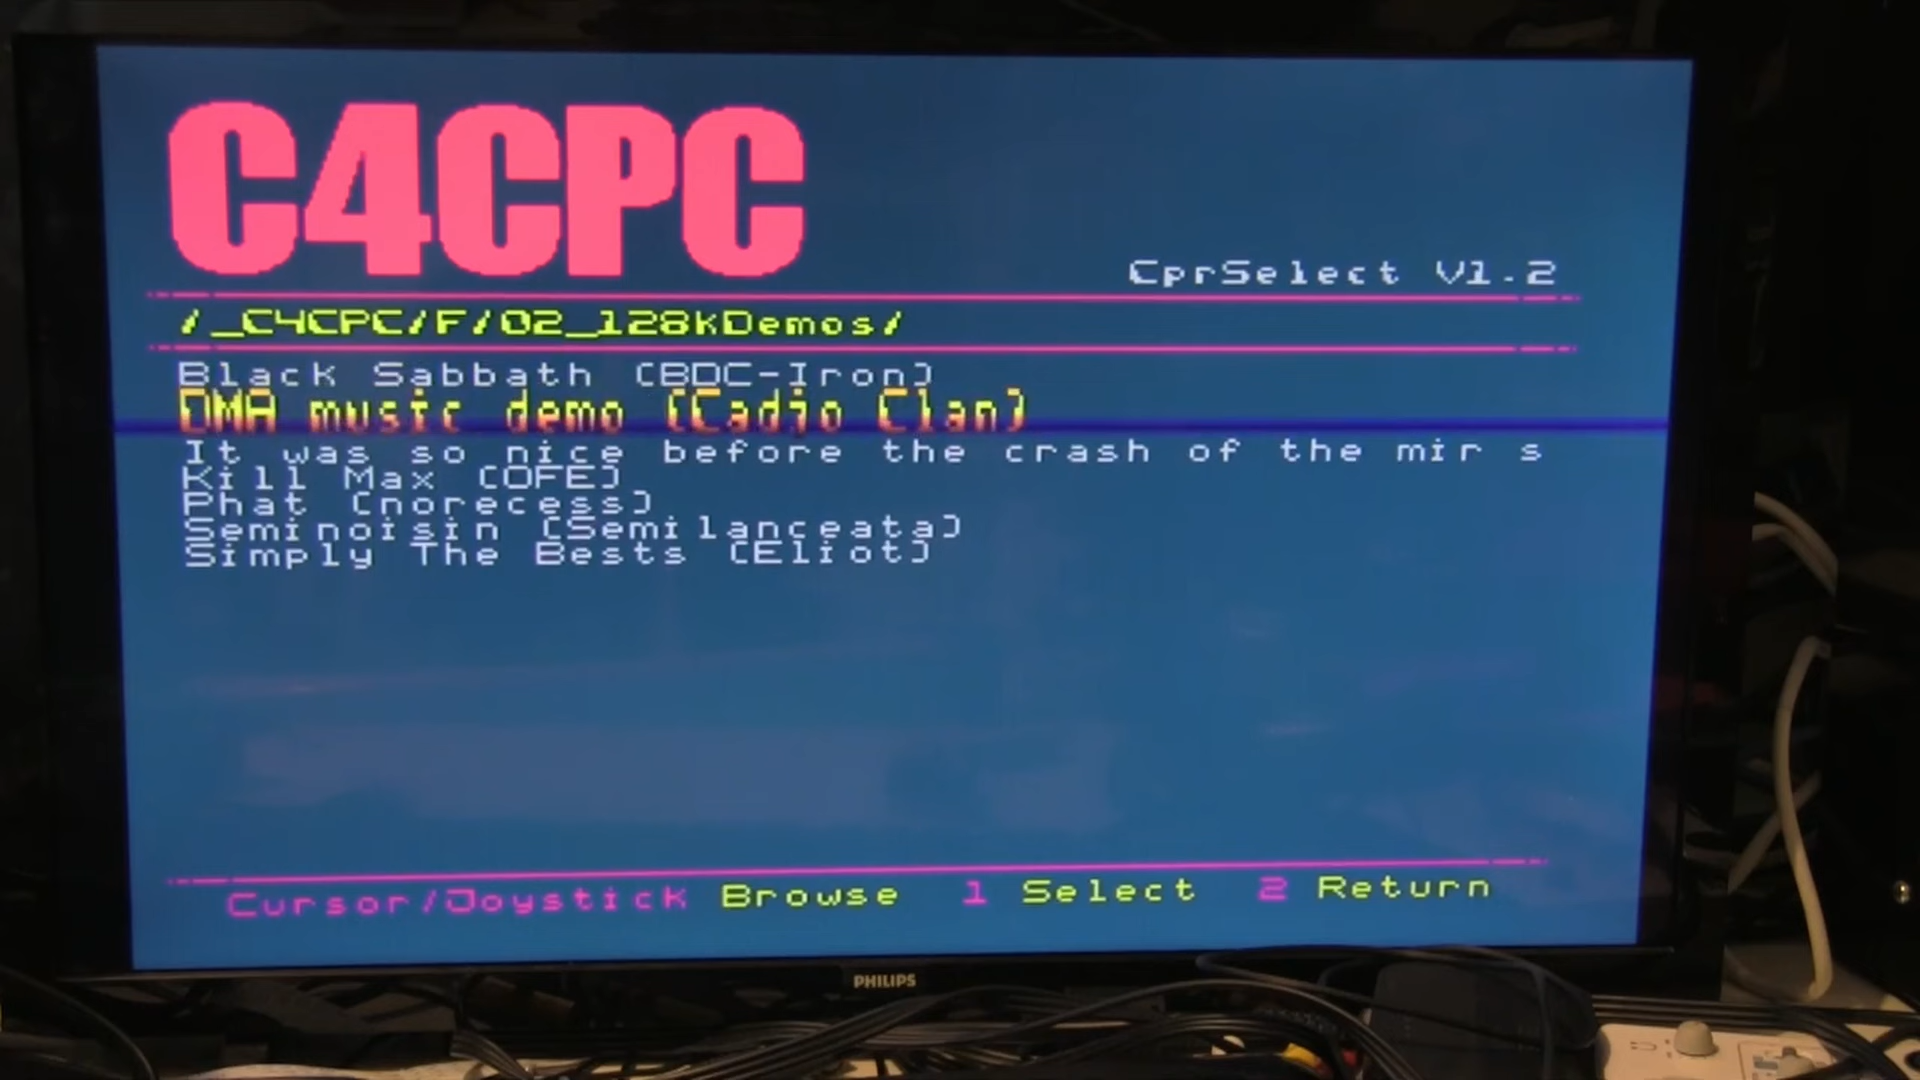 C4CPC
CprSelect V1.2
/_C4CPC/F/02_128kDemos/
Black Sabbath (BDC-Iron)
DMA music demo (Cadjo Clan)
It was so nice before the crash of the mir s
Kill Max (OFF)
Phat (norecess)
Seminoisin (Semilanceata)
Simply The Bests (Eliot)
Cursor/Joystick Browse 1 Select 2 Return
PHILIPS